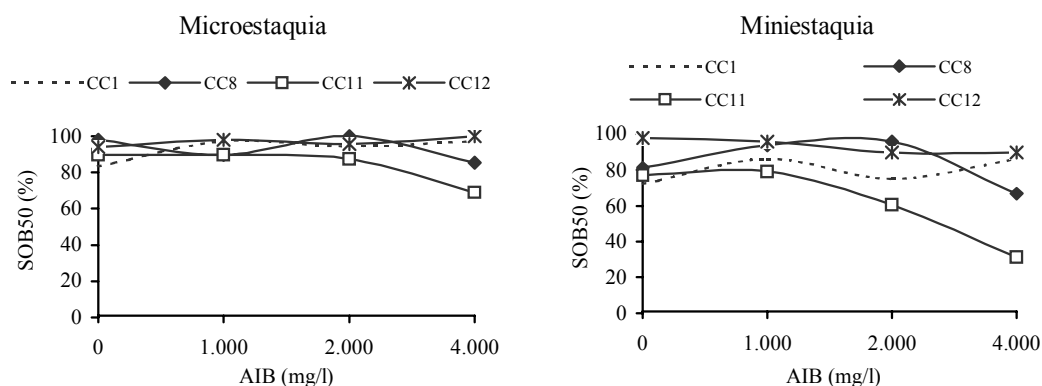 Microestaquia
CC1 CC8 CC11 CC12
SOB50 (%)
100
80
60
40
20
0
0 1.000 2.000 4.000
AIB (mg/l)
Miniestaquia
CC1 CC8
CC11 CC12
SOB50 (%)
100
80
60
40
20
0
0 1.000 2.000 4.000
AIB (mg/l)